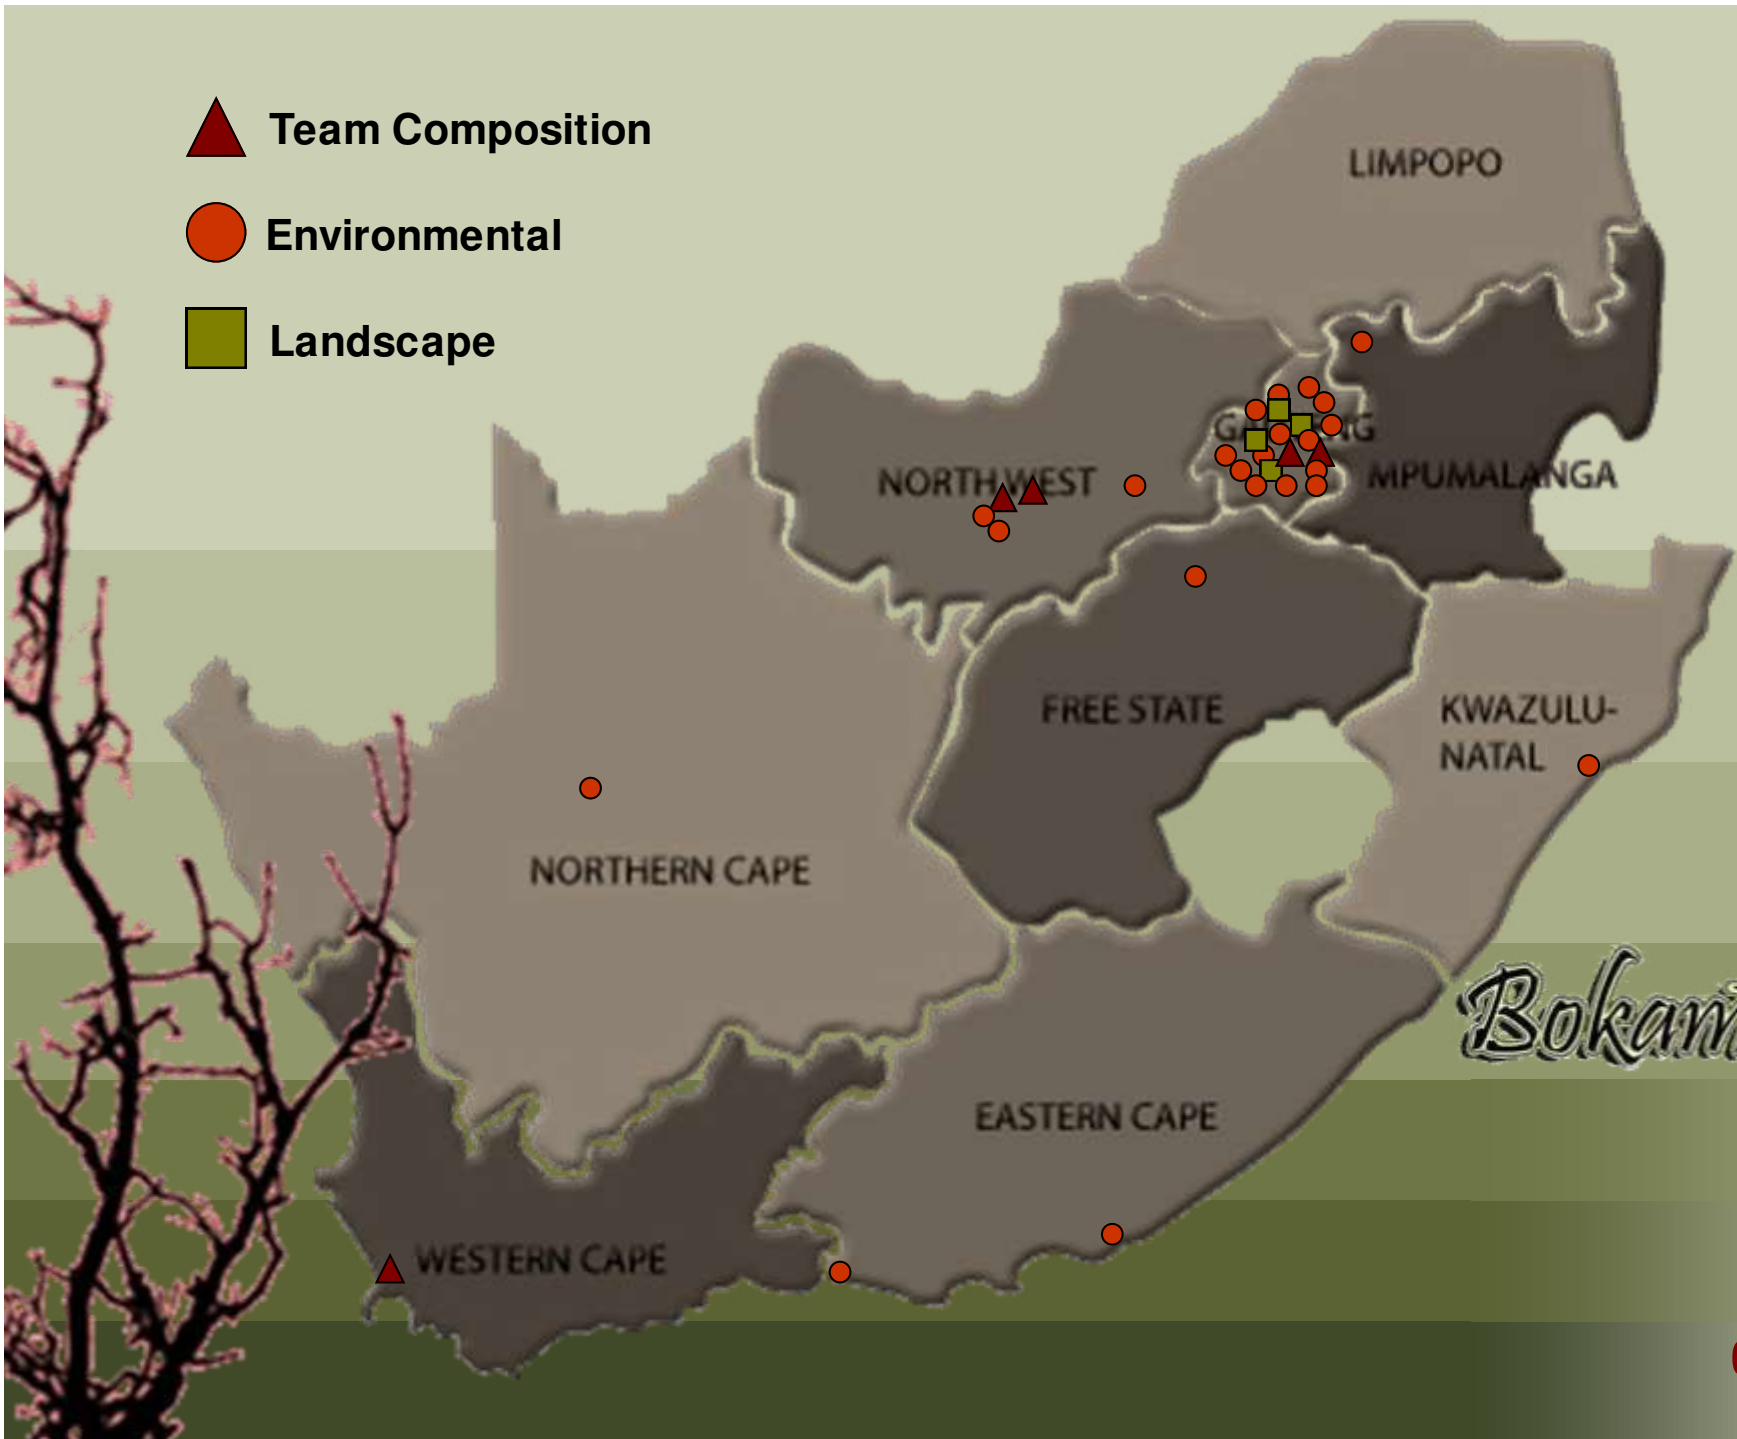 Team Composition
Environmental
Landscape
LIMPOPO
NORTH WEST
MPUMALANGA
FREE STATE
KWAZULU-
NATAL
NORTHERN CAPE
EASTERN CAPE
WESTERN CAPE